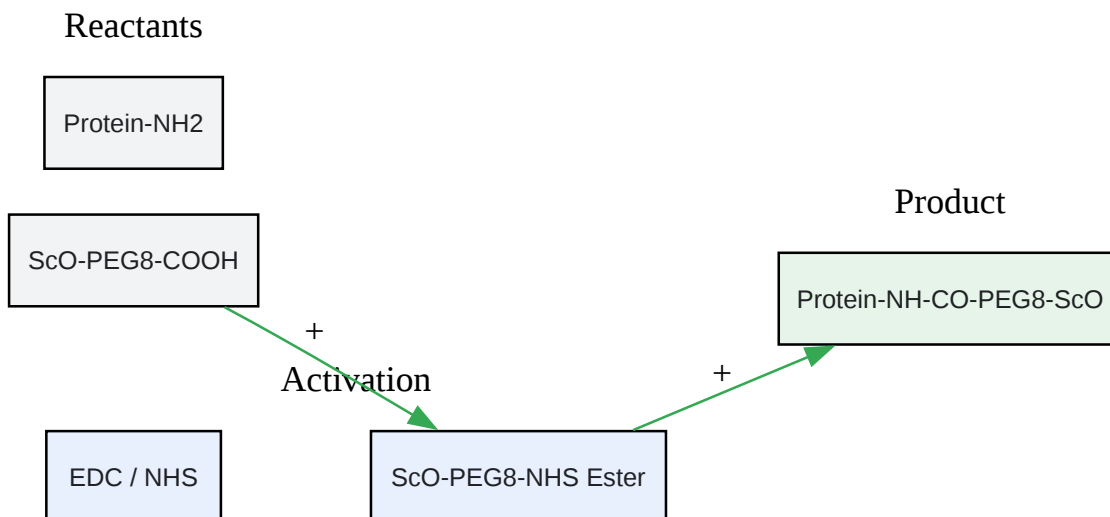 Reactants
Protein-NH2
ScO-PEG8-COOH
Product
Protein-NH-CO-PEG8-ScO
+
Activation
+
EDC / NHS
ScO-PEG8-NHS Ester